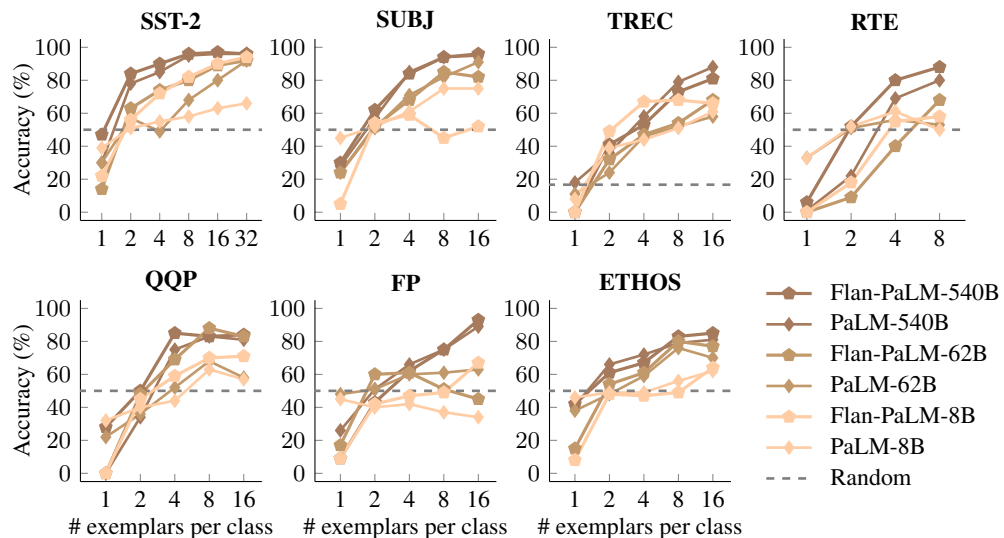 SST-2
SUBJ
TREC
RTE
Accuracy (%)
100
80
60
40
20
0
1 2 4 8 16 32
100
80
60
40
20
0
1 2 4 8 16
100
80
60
40
20
0
1 2 4 8 16
100
80
60
40
20
0
1 2 4 8
QQP
FP
ETHOS
Accuracy (%)
100
80
60
40
20
0
1 2 4 8 16
# exemplars per class
100
80
60
40
20
0
1 2 4 8 16
# exemplars per class
100
80
60
40
20
0
1 2 4 8 16
# exemplars per class
Flan-PaLM-540B
PaLM-540B
Flan-PaLM-62B
PaLM-62B
Flan-PaLM-8B
PaLM-8B
Random